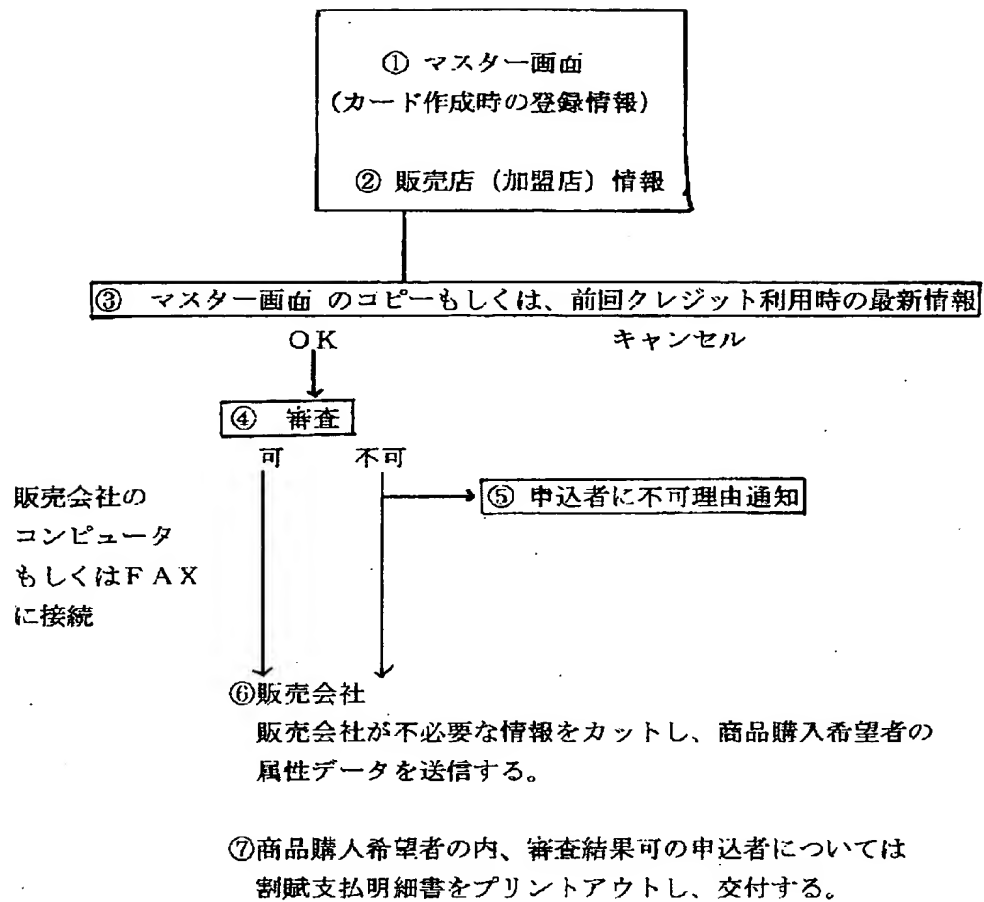 ① マスター画面
(カード作成時の登録情報)
② 販売店（加盟店）情報
③ マスター画面 のコピーもしくは、前回クレジット利用時の最新情報
ＯＫ キャンセル
④ 審査
可 不可
販売会社の
コンピュータ
もしくはＦＡＸ
に接続
⑤ 申込者に不可理由通知
⑥販売会社
販売会社が不必要な情報をカットし、商品購入希望者の
属性データを送信する。
⑦商品購入希望者の内、審査結果可の申込者については
割賦支払明細書をプリントアウトし、交付する。